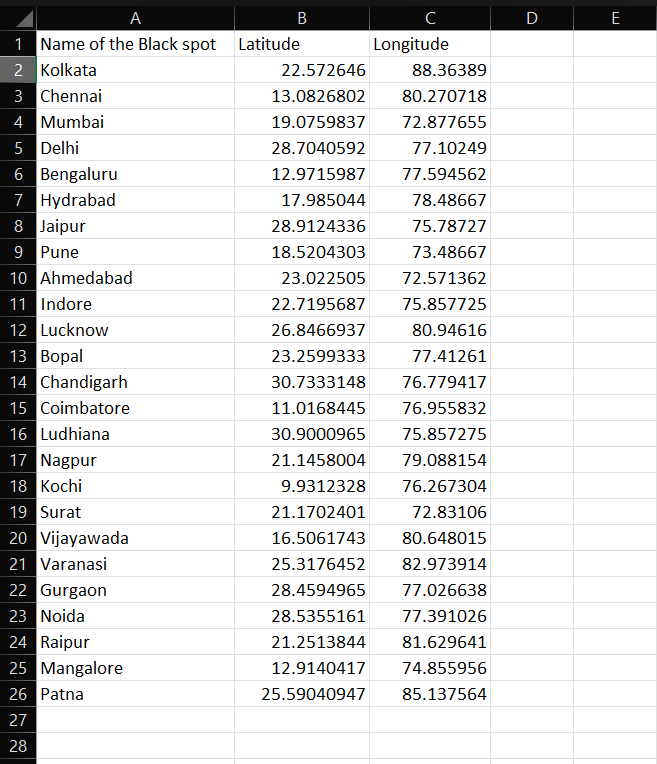 A B C D E
1 Name of the Black spot Latitude Longitude
2 Kolkata 22.572646 88.36389
3 Chennai 13.0826802 80.270718
4 Mumbai 19.0759837 72.877655
5 Delhi 28.7040592 77.10249
6 Bengaluru 12.9715987 77.594562
7 Hydrabad 17.985044 78.48667
8 Jaipur 28.9124336 75.78727
9 Pune 18.5204303 73.48667
10 Ahmedabad 23.022505 72.571362
11 Indore 22.7195687 75.857725
12 Lucknow 26.8466937 80.94616
13 Bopal 23.2599333 77.41261
14 Chandigarh 30.7333148 76.779417
15 Coimbatore 11.0168445 76.955832
16 Ludhiana 30.9000965 75.857275
17 Nagpur 21.1458004 79.088154
18 Kochi 9.9312328 76.267304
19 Surat 21.1702401 72.83106
20 Vijayawada 16.5061743 80.648015
21 Varanasi 25.3176452 82.973914
22 Gurgaon 28.4594965 77.026638
23 Noida 28.5355161 77.391026
24 Raipur 21.2513844 81.629641
25 Mangalore 12.9140417 74.855956
26 Patna 25.59040947 85.137564
27
28